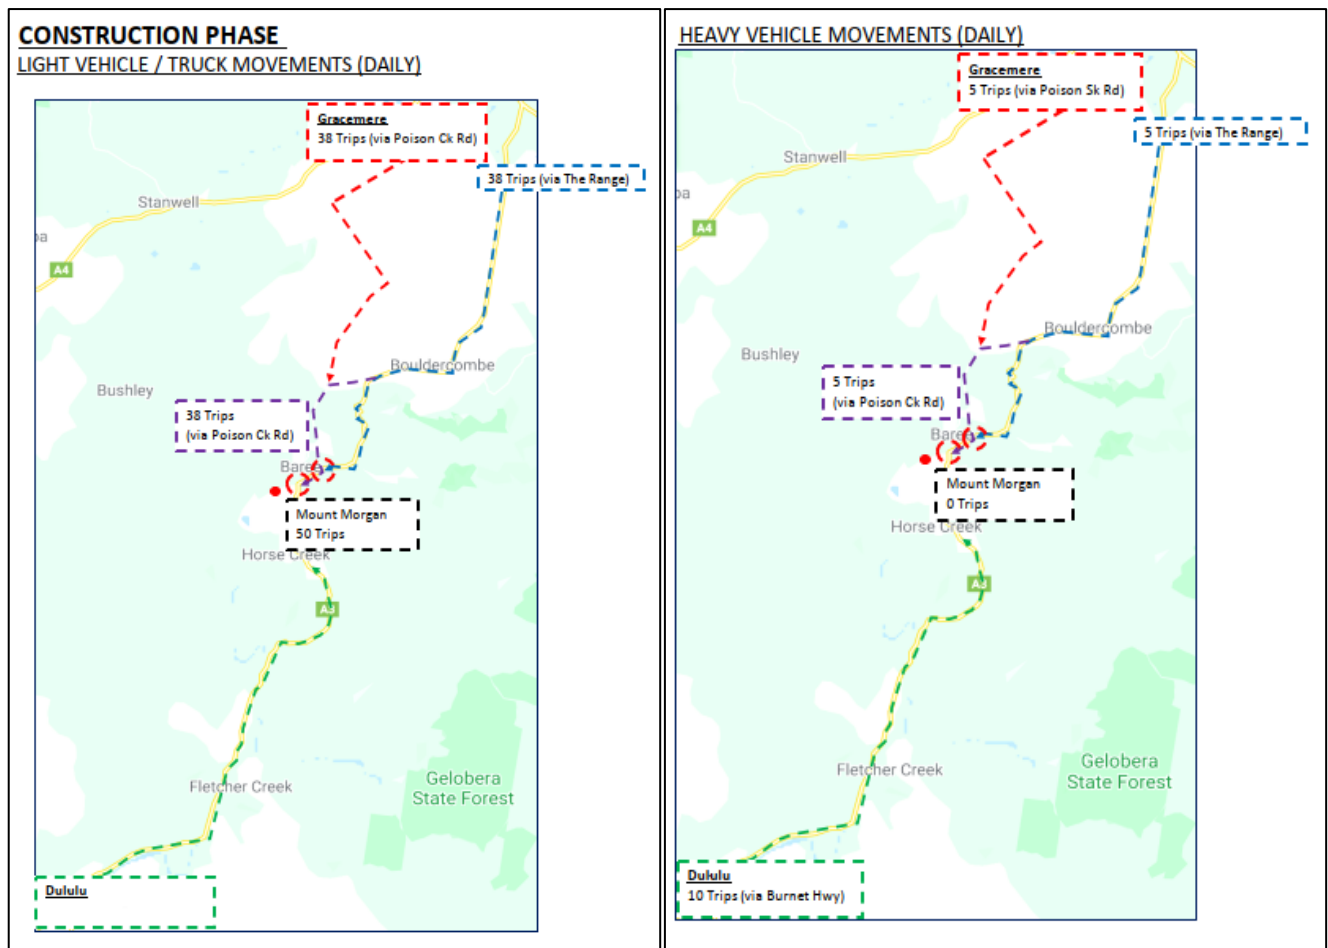 CONSTRUCTION PHASE
LIGHT VEHICLE / TRUCK MOVEMENTS (DAILY)
Gracemere
38 Trips (via Poison Ck Rd)
38 Trips (via The Range)
Stanwell
A4
Bouldercombe
Bushley
38 Trips
(via Poison Ck Rd)
Mount Morgan
50 Trips
Horse Creek
A3
Fletcher Creek
Gelobera
State Forest
Dululu
HEAVY VEHICLE MOVEMENTS (DAILY)
Gracemere
5 Trips (via Poison Sk Rd)
5 Trips (via The Range)
Stanwell
A4
Bouldercombe
Bushley
5 Trips
(via Poison Ck Rd)
Mount Morgan
0 Trips
Horse Creek
A3
Fletcher Creek
Gelobera
State Forest
Dululu
10 Trips (via Burnet Hwy)